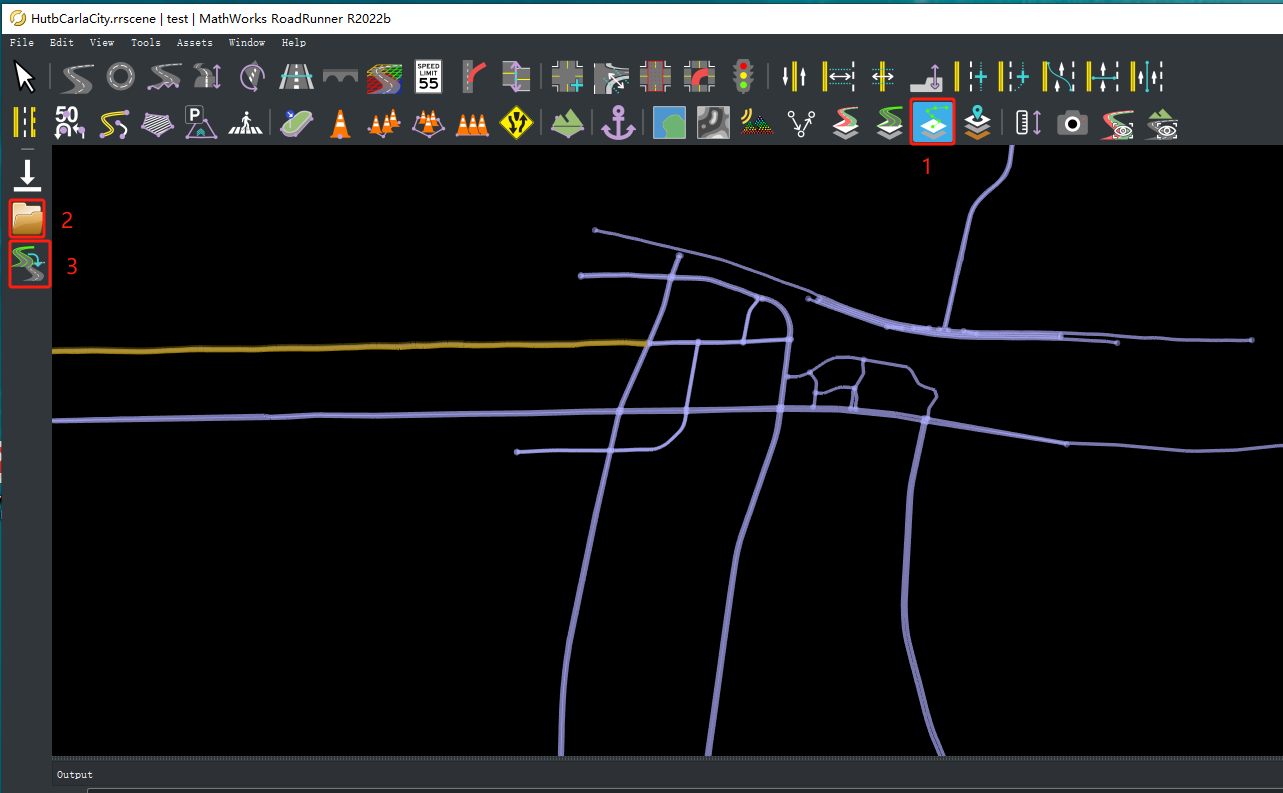 HutbCarlaCity.rrscene | test | MathWorks RoadRunner R2022b
File Edit View Tools Assets Window Help
SPEED
LIMIT
55
50
P
1
2
3
Output